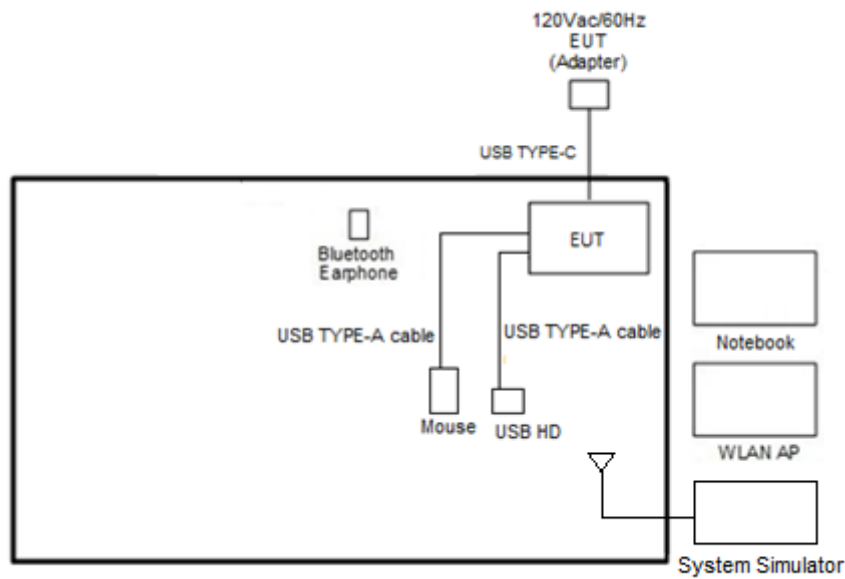 120Vac/60Hz
EUT
(Adapter)
USB TYPE-C
EUT
Bluetooth
Earphone
USB TYPE-A cable
USB TYPE-A cable
Notebook
Mouse
USB HD
WLAN AP
System Simulator